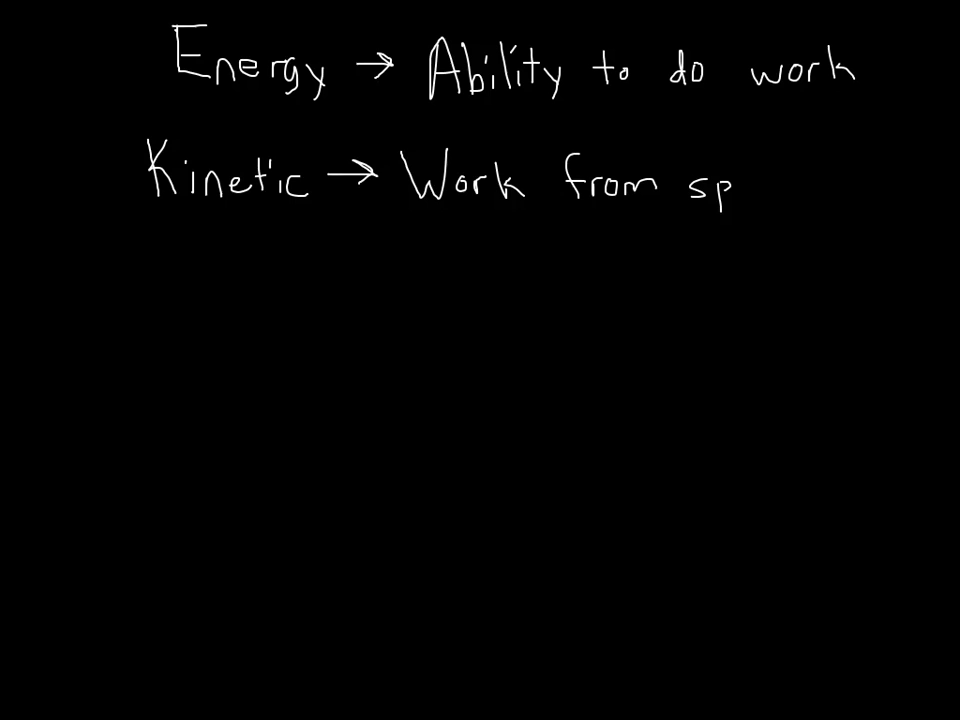 Energy → Ability to do work
Kinetic → Work from sp